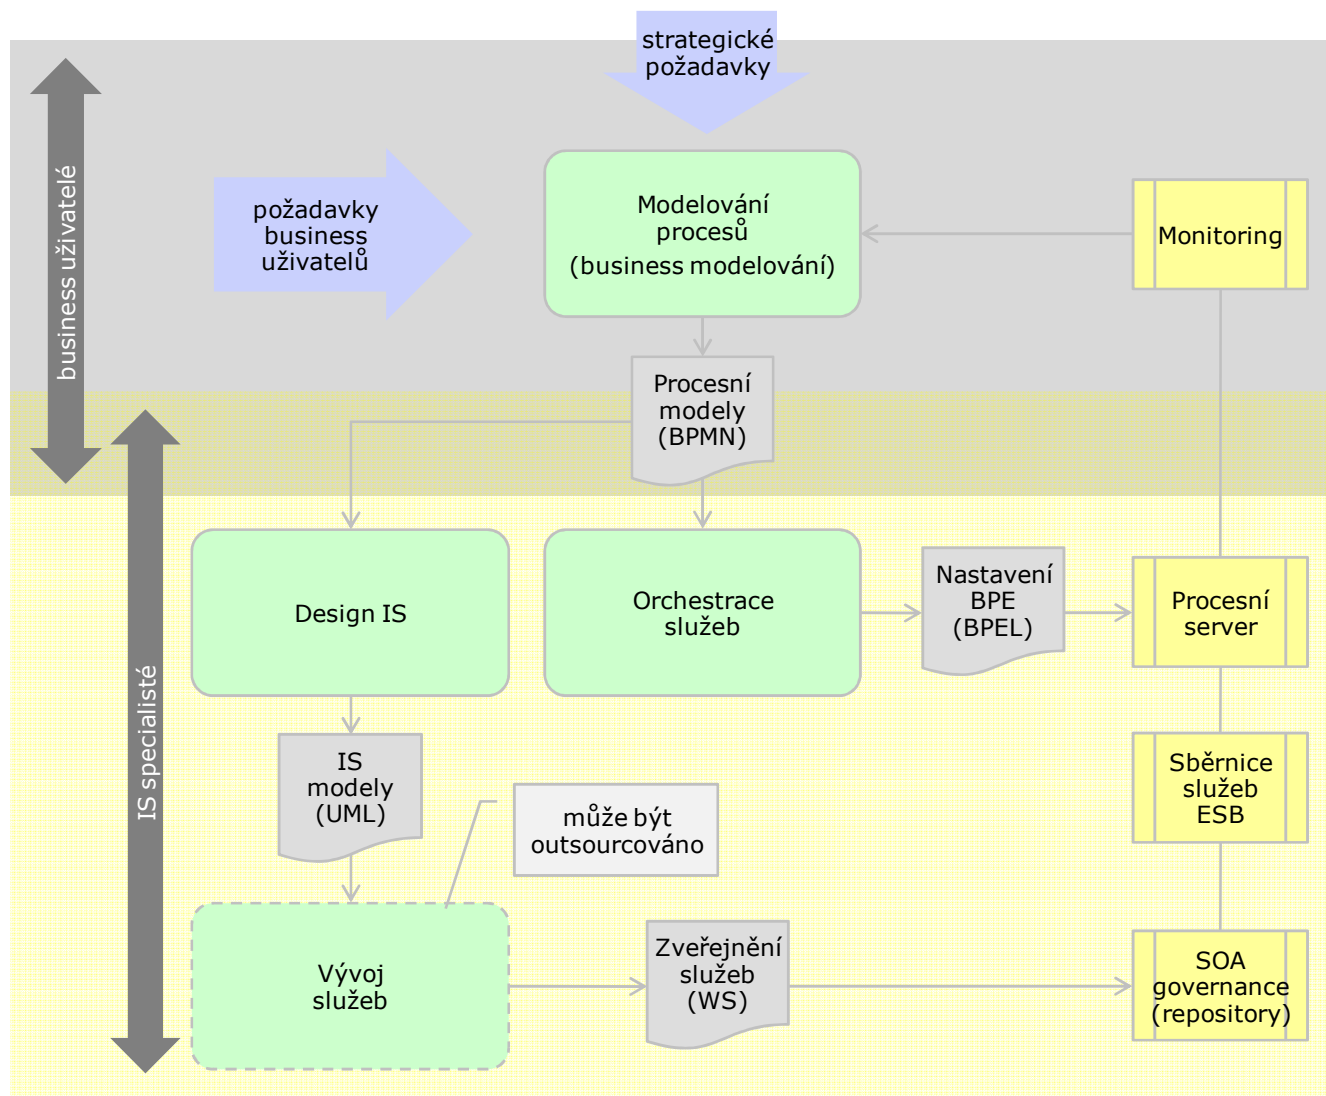 strategické
požadavky
business uživatelé
požadavky
business
uživatelů
Modelování
procesů
(business modelování)
Monitoring
Procesní
modely
(BPMN)
IS specialisté
Design IS
Orchestrace
služeb
Nastavení
BPE
(BPEL)
Procesní
server
IS
modely
(UML)
může být
outsourcováno
Sběrnice
služeb
ESB
Vývoj
služeb
Zveřejnění
služeb
(WS)
SOA
governance
(repository)